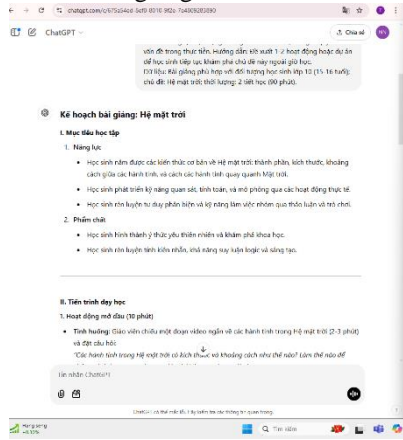 chatgpt.com/c/675a54ed-5cf0-8010-9f2e-7a4009283890
ChatGPT
Chia sẻ
vấn đề trong thực tiễn. Hướng dẫn: Đề xuất 1-2 hoạt động hoặc dự án
để học sinh tiếp tục khám phá chủ đề này ngoài giờ học.
Dữ liệu: Bài giảng phù hợp với đối tượng học sinh lớp 10 (15-16 tuổi);
chủ đề: Hệ mặt trời; thời lượng: 2 tiết học (90 phút).
Kế hoạch bài giảng: Hệ mặt trời
I. Mục tiêu học tập
1. Năng lực
• Học sinh nắm được các kiến thức cơ bản về Hệ mặt trời: thành phần, kích thước, khoảng
cách giữa các hành tinh, và cách các hành tinh quay quanh Mặt trời.
• Học sinh phát triển kỹ năng quan sát, tính toán, và mô phỏng qua các hoạt động thực tế.
• Học sinh rèn luyện tư duy phản biện và kỹ năng làm việc nhóm qua thảo luận và trò chơi.
2. Phẩm chất
• Học sinh hình thành ý thức yêu thiên nhiên và khám phá khoa học.
• Học sinh rèn luyện tính kiên nhẫn, khả năng suy luận logic và sáng tạo.
II. Tiến trình dạy học
1. Hoạt động mở đầu (10 phút)
• Tình huống: Giáo viên chiếu một đoạn video ngắn về các hành tinh trong Hệ mặt trời (2-3 phút)
và đặt câu hỏi:
"Các hành tinh trong Hệ mặt trời có kích thước và khoảng cách như thế nào? Làm thế nào để
Tin nhắn ChatGPT
ChatGPT có thể mắc lỗi. Hãy kiểm tra các thông tin quan trọng.
Hang seng
Tìm kiếm